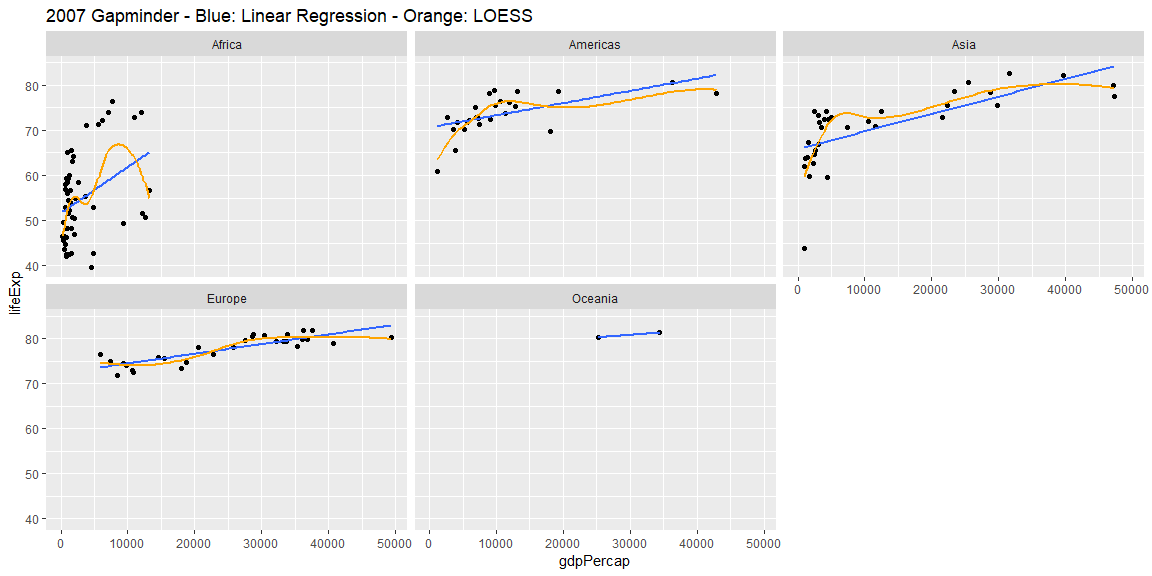 2007 Gapminder - Blue: Linear Regression - Orange: LOESS
Africa
Americas
Asia
80
70
60
50
40
0 10000 20000 30000 40000 50000
lifeExp
Europe
Oceania
80
70
60
50
40
0 10000 20000 30000 40000 50000
0 10000 20000 30000 40000 50000
gdpPercap